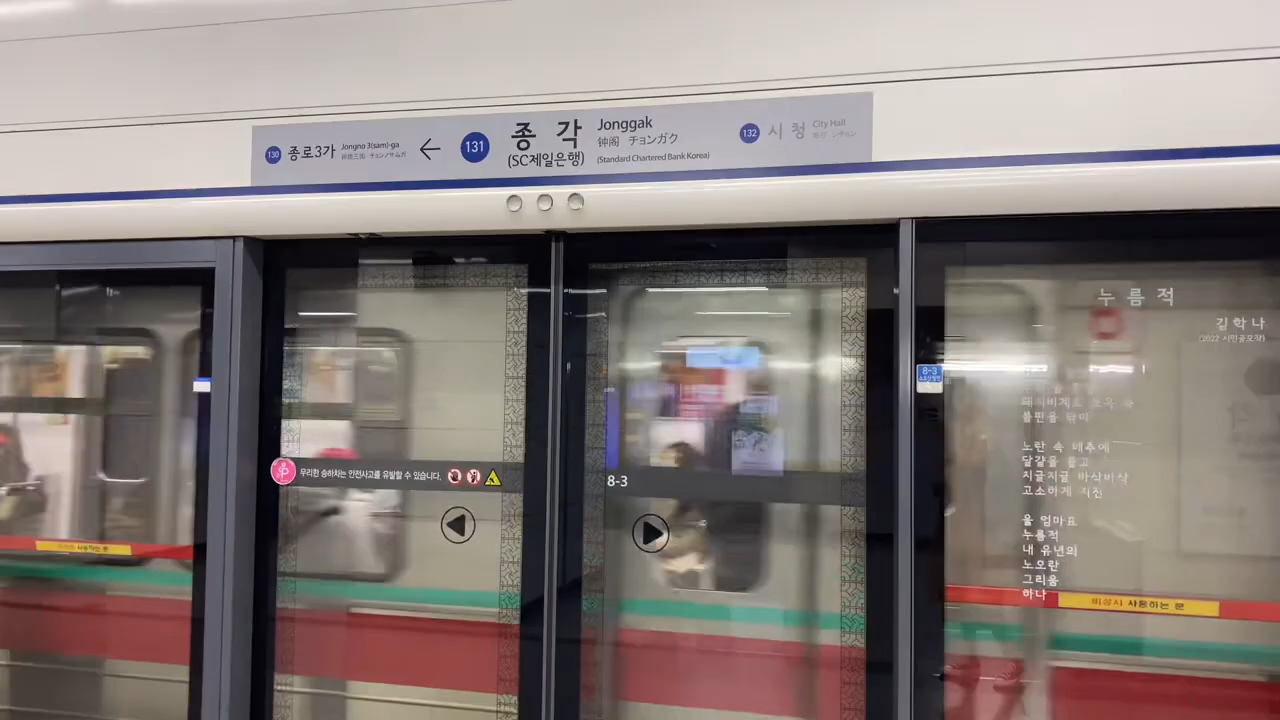 130 종로3가 Jongno 3(sam)-ga
←
131 종각 Jonggak
钟阁 チョンガク
(SC제일은행) (Standard Chartered Bank Korea)
132 시청 City Hall
누름적
김학나
(2022 시민공모작)
8-3
불판을 닦아
노란 속 배추에
달걀을 풀고
지글지글 바삭바삭
고소하게 지진
울 엄마표
누름적
내 유년의
노오란
그리움
하나
무리한 승하차는 안전사고를 유발할 수 있습니다.
8-3
비상시 사용하는 문